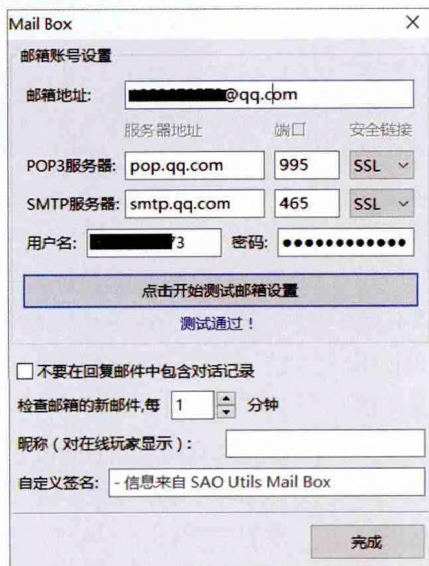 Mail Box
邮箱账号设置
邮箱地址: @qq.com
服务器地址 端口 安全链接
POP3服务器: pop.qq.com 995 SSL
SMTP服务器: smtp.qq.com 465 SSL
用户名: 73 密码: ●●●●●●●●●●●●
点击开始测试邮箱设置
测试通过！
不要在回复邮件中包含对话记录
检查邮箱的新邮件,每 1 分钟
昵称（对在线玩家显示）:
自定义签名: - 信息来自 SAO Utils Mail Box
完成